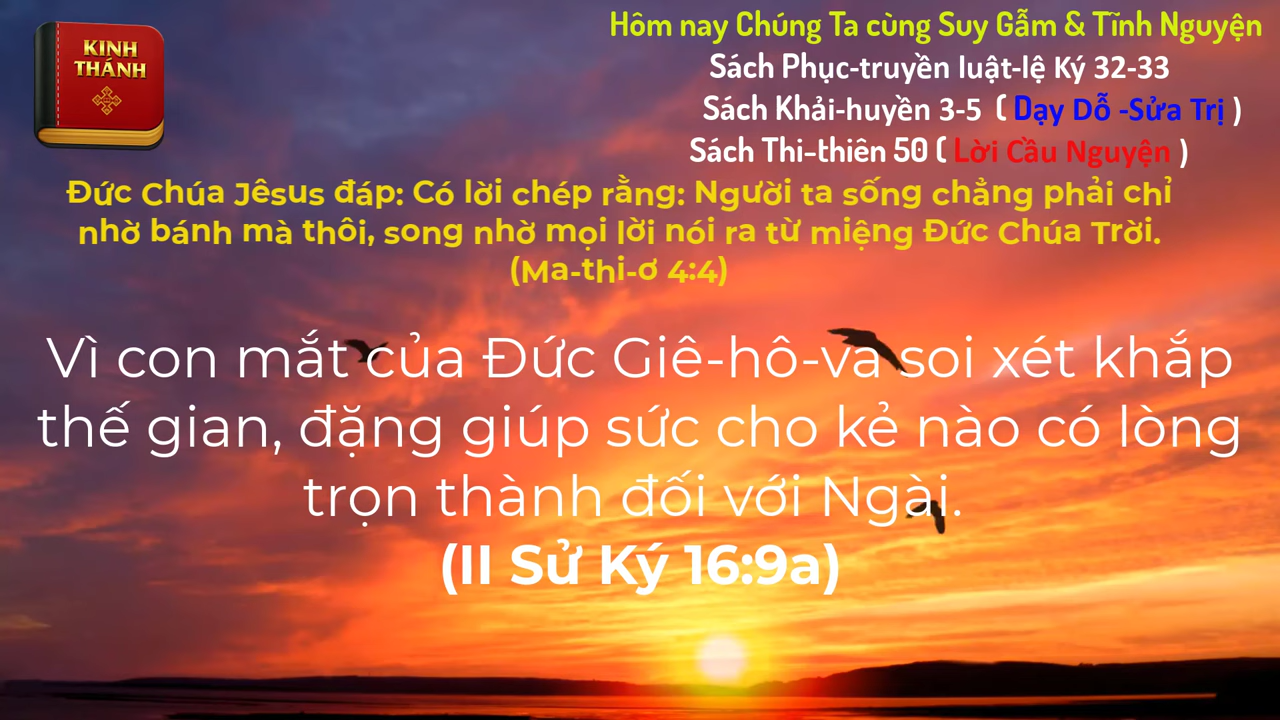 KINH
THÁNH
Hôm nay Chúng Ta cùng Suy Gẫm & Tĩnh Nguyện
Sách Phục-truyền luật-lệ Ký 32-33
Sách Khải-huyền 3-5 ( Dạy Dỗ -Sửa Trị )
Sách Thi-thiên 50 ( Lời Cầu Nguyện )
Đức Chúa Jêsus đáp: Có lời chép rằng: Người ta sống chẳng phải chỉ
nhờ bánh mà thôi, song nhờ mọi lời nói ra từ miệng Đức Chúa Trời.
(Ma-thi-ơ 4:4)
Vì con mắt của Đức Giê-hô-va soi xét khắp
thế gian, đặng giúp sức cho kẻ nào có lòng
trọn thành đối với Ngài.
(II Sử Ký 16:9a)